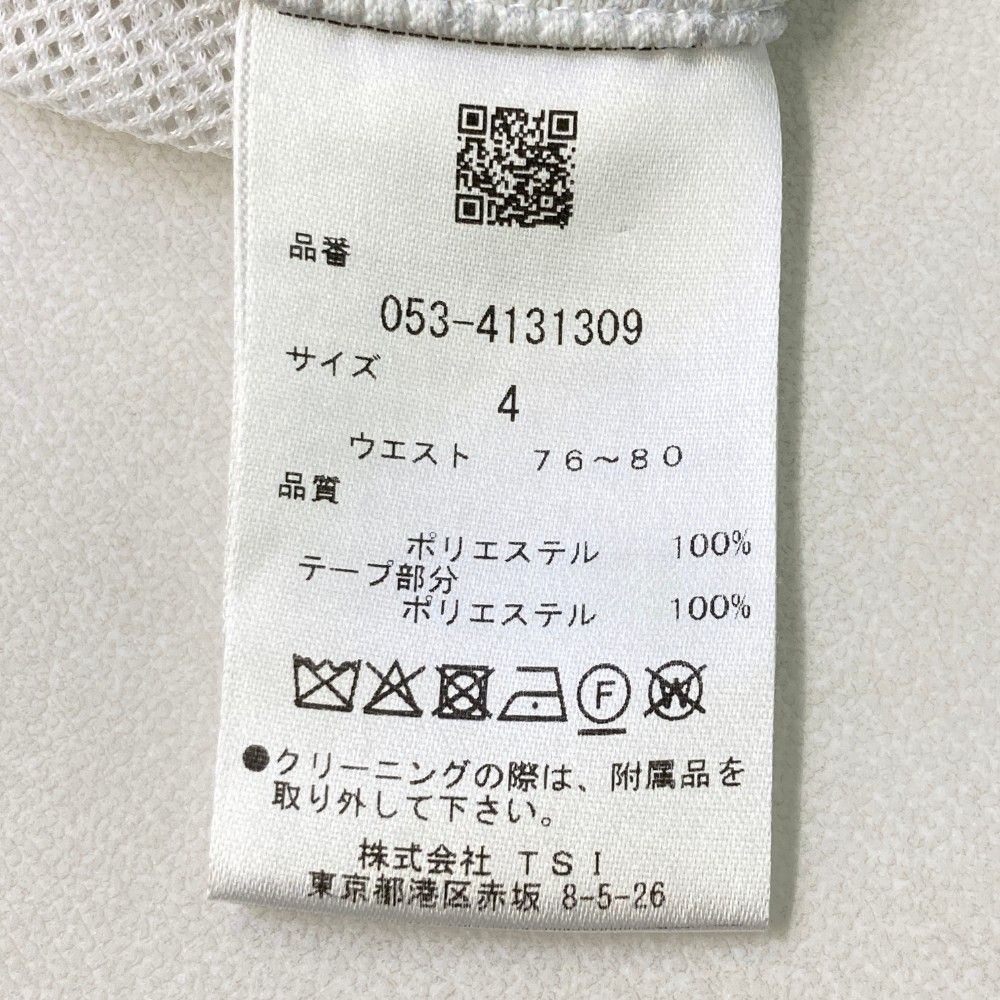 品番
053-4131309
サイズ
4
ウエスト 76～80
品質
ポリエステル 100%
テープ部分
ポリエステル 100%
F W
●クリーニングの際は、附属品を
取り外して下さい。
株式会社 TSI
東京都港区赤坂 8-5-26